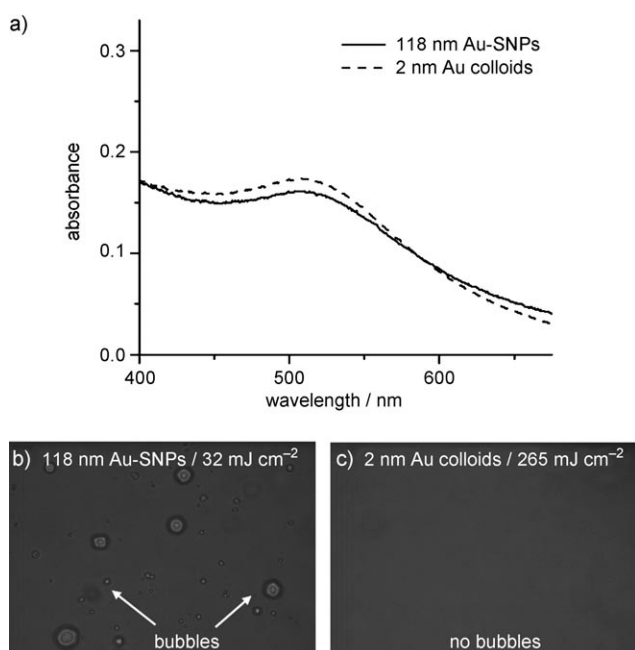 a)
0.3
118 nm Au-SNPs
2 nm Au colloids
0.2
absorbance
0.1
0.0
400 500 600
wavelength / nm
b) 118 nm Au-SNPs / 32 mJ cm⁻²
bubbles
c) 2 nm Au colloids / 265 mJ cm⁻²
no bubbles